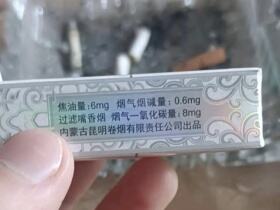 焦油量:6mg 烟气烟碱量:0.6mg
过滤嘴香烟 烟气一氧化碳量:8mg
内蒙古昆明卷烟有限责任公司出品